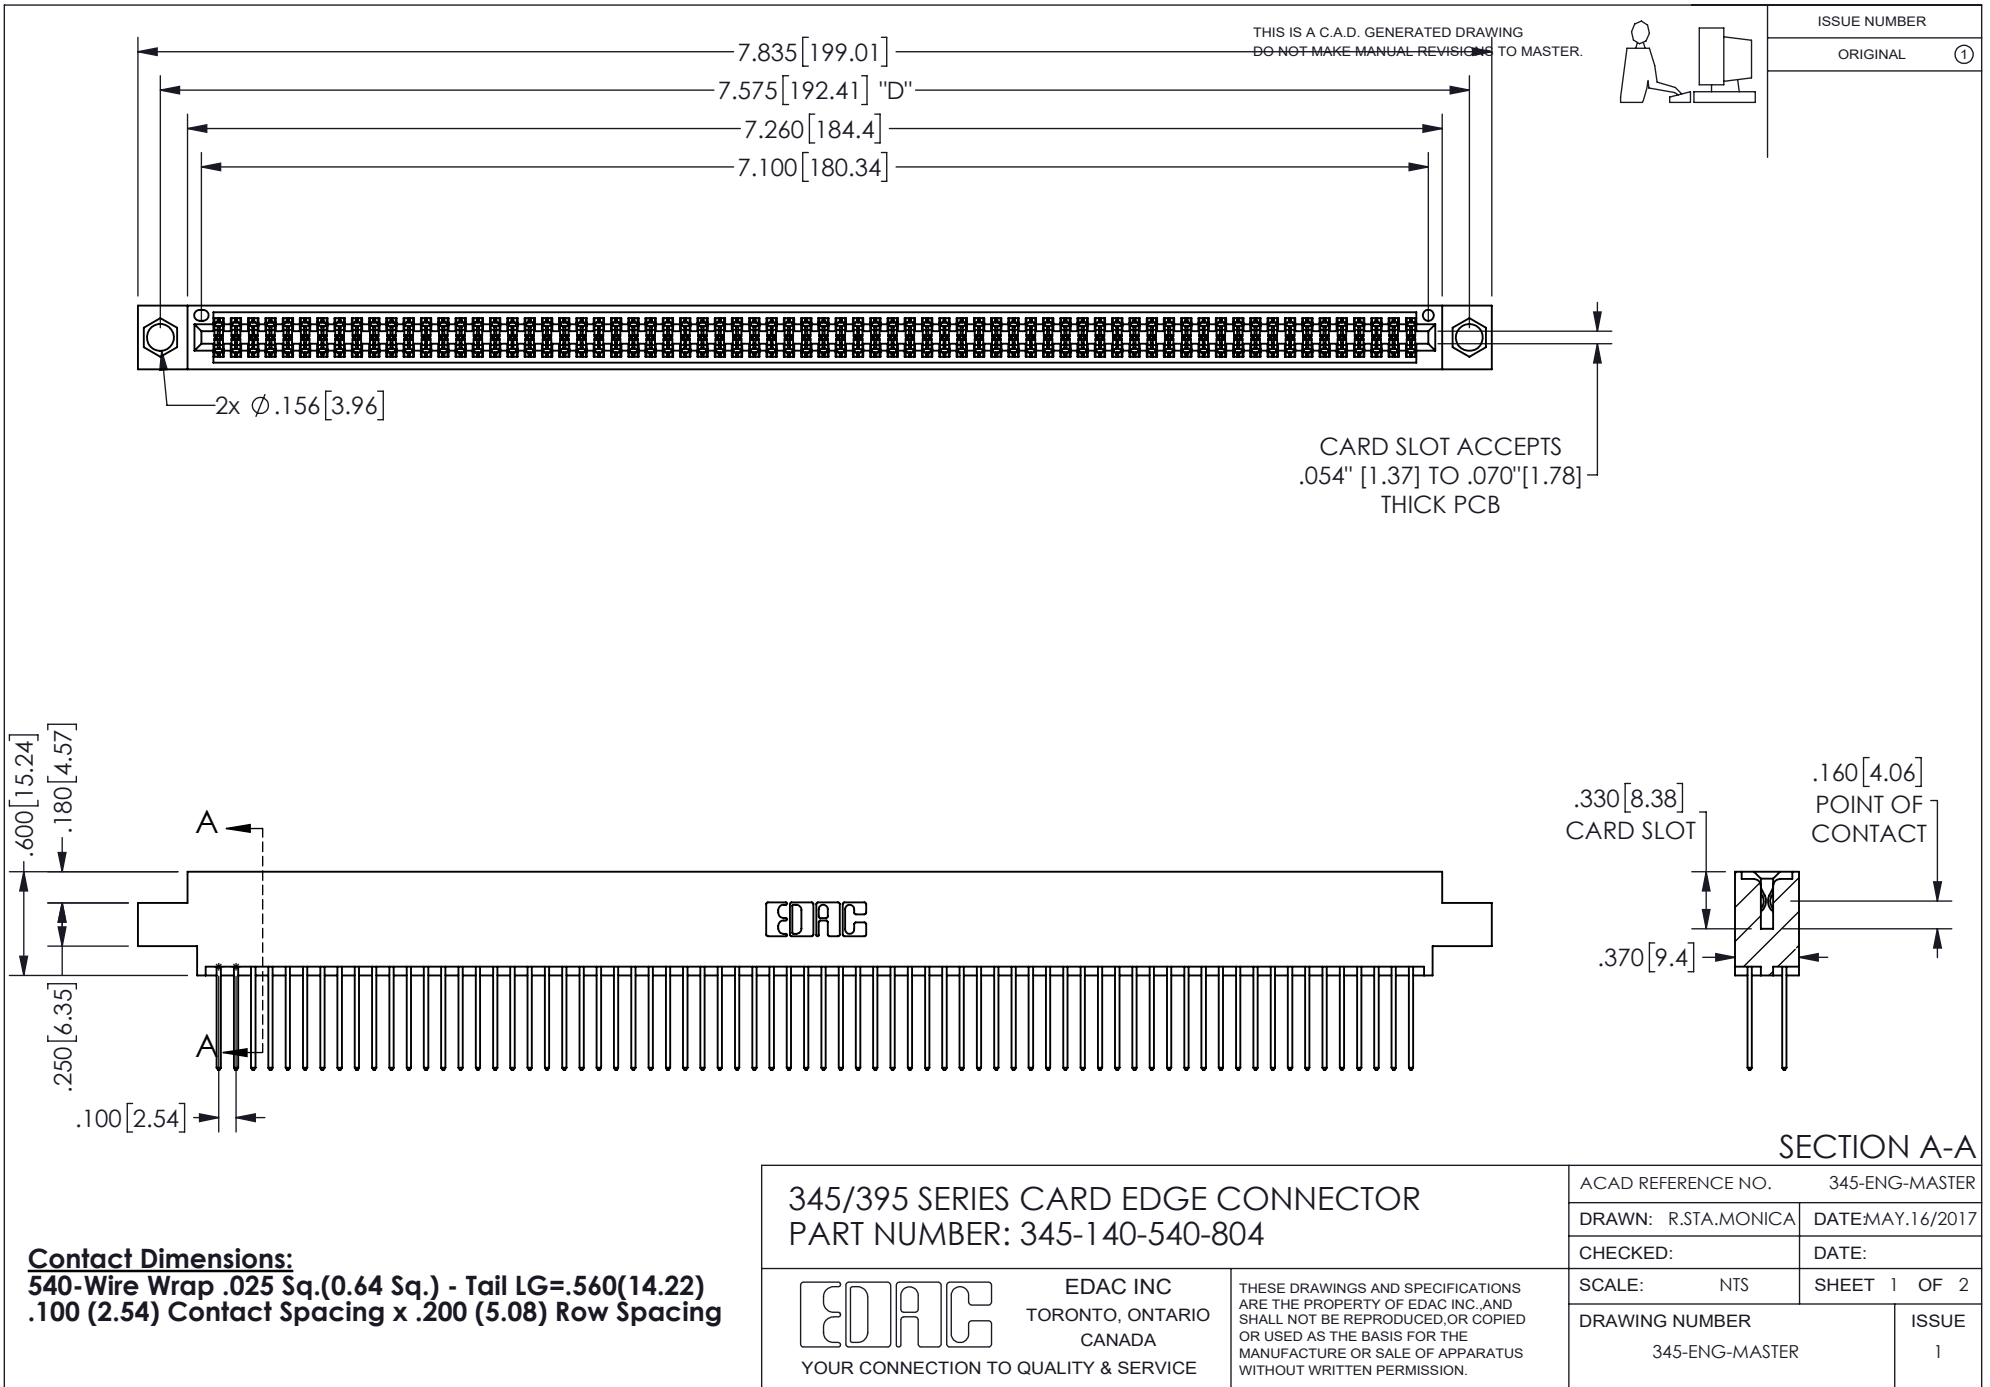 THIS IS A C.A.D. GENERATED DRAWING
DO NOT MAKE MANUAL REVISIONS TO MASTER.
ISSUE NUMBER
ORIGINAL 1
7.835[199.01]
7.575[192.41] "D"
7.260[184.4]
7.100[180.34]
2x Ø.156[3.96]
CARD SLOT ACCEPTS
.054" [1.37] TO .070"[1.78]
THICK PCB
.600[15.24]
.180[4.57]
.250[6.35]
.100[2.54]
A
A
EDAC
.330[8.38]
CARD SLOT
.160[4.06]
POINT OF
CONTACT
.370[9.4]
SECTION A-A
Contact Dimensions:
540-Wire Wrap .025 Sq.(0.64 Sq.) - Tail LG=.560(14.22)
.100 (2.54) Contact Spacing x .200 (5.08) Row Spacing
345/395 SERIES CARD EDGE CONNECTOR
PART NUMBER: 345-140-540-804
EDAC
EDAC INC
TORONTO, ONTARIO
CANADA
YOUR CONNECTION TO QUALITY & SERVICE
THESE DRAWINGS AND SPECIFICATIONS
ARE THE PROPERTY OF EDAC INC.,AND
SHALL NOT BE REPRODUCED,OR COPIED
OR USED AS THE BASIS FOR THE
MANUFACTURE OR SALE OF APPARATUS
WITHOUT WRITTEN PERMISSION.
ACAD REFERENCE NO. 345-ENG-MASTER
DRAWN: R.STA.MONICA DATE:MAY.16/2017
CHECKED: DATE:
SCALE: NTS SHEET 1 OF 2
DRAWING NUMBER ISSUE
345-ENG-MASTER 1